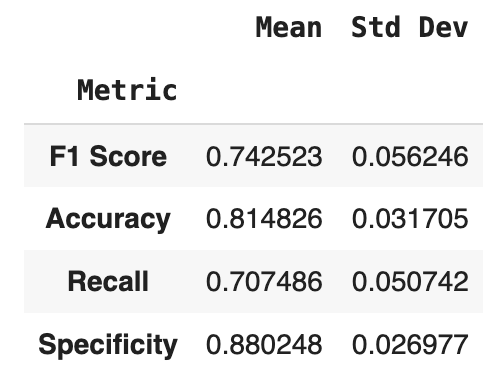 Mean Std Dev
Metric
F1 Score 0.742523 0.056246
Accuracy 0.814826 0.031705
Recall 0.707486 0.050742
Specificity 0.880248 0.026977